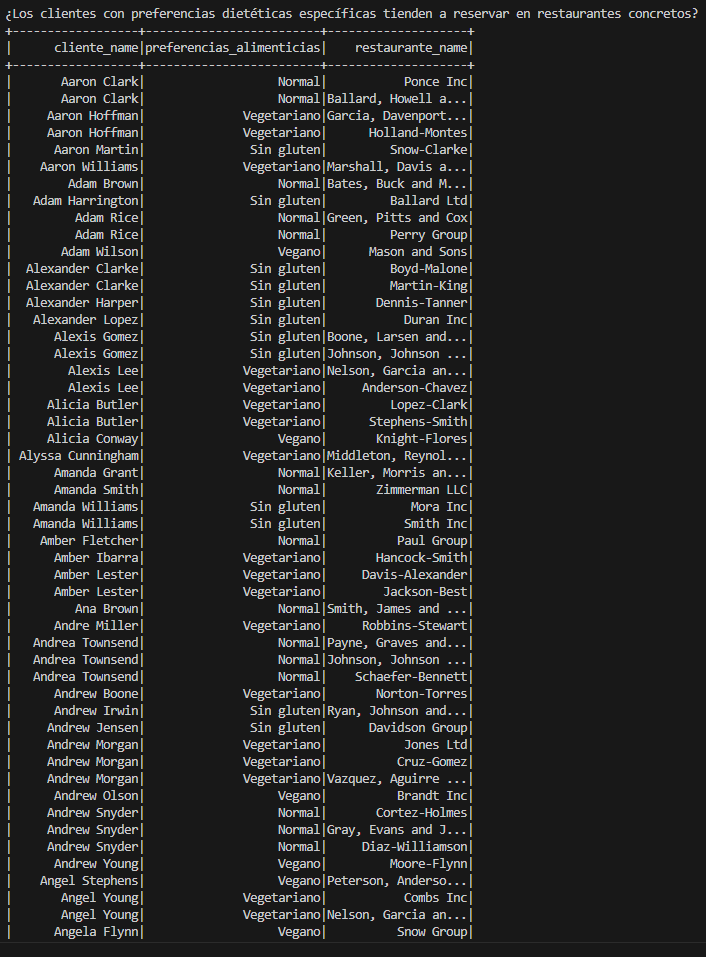 ¿Los clientes con preferencias dietéticas específicas tienden a reservar en restaurantes concretos?
+-----------------+------------------------+--------------------+
| cliente_name|preferencias_alimenticias| restaurante_name|
+-----------------+------------------------+--------------------+
| Aaron Clark| Normal| Ponce Inc|
| Aaron Clark| Normal|Ballard, Howell a...|
| Aaron Hoffman| Vegetariano|Garcia, Davenport...|
| Aaron Hoffman| Vegetariano| Holland-Montes|
| Aaron Martin| Sin gluten| Snow-Clarke|
| Aaron Williams| Vegetariano|Marshall, Davis a...|
| Adam Brown| Normal|Bates, Buck and M...|
| Adam Harrington| Sin gluten| Ballard Ltd|
| Adam Rice| Normal|Green, Pitts and Cox|
| Adam Rice| Normal| Perry Group|
| Adam Wilson| Vegano| Mason and Sons|
| Alexander Clarke| Sin gluten| Boyd-Malone|
| Alexander Clarke| Sin gluten| Martin-King|
| Alexander Harper| Sin gluten| Dennis-Tanner|
| Alexander Lopez| Sin gluten| Duran Inc|
| Alexis Gomez| Sin gluten|Boone, Larsen and...|
| Alexis Gomez| Sin gluten|Johnson, Johnson ...|
| Alexis Lee| Vegetariano|Nelson, Garcia an...|
| Alexis Lee| Vegetariano| Anderson-Chavez|
| Alicia Butler| Vegetariano| Lopez-Clark|
| Alicia Butler| Vegetariano| Stephens-Smith|
| Alicia Conway| Vegano| Knight-Flores|
| Alyssa Cunningham| Vegetariano|Middleton, Reynol...|
| Amanda Grant| Normal|Keller, Morris an...|
| Amanda Smith| Normal| Zimmerman LLC|
| Amanda Williams| Sin gluten| Mora Inc|
| Amanda Williams| Sin gluten| Smith Inc|
| Amber Fletcher| Normal| Paul Group|
| Amber Ibarra| Vegetariano| Hancock-Smith|
| Amber Lester| Vegetariano| Davis-Alexander|
| Amber Lester| Vegetariano| Jackson-Best|
| Ana Brown| Normal|Smith, James and ...|
| Andre Miller| Vegetariano| Robbins-Stewart|
| Andrea Townsend| Normal|Payne, Graves and...|
| Andrea Townsend| Normal|Johnson, Johnson ...|
| Andrea Townsend| Normal| Schaefer-Bennett|
| Andrew Boone| Vegetariano| Norton-Torres|
| Andrew Irwin| Sin gluten|Ryan, Johnson and...|
| Andrew Jensen| Sin gluten| Davidson Group|
| Andrew Morgan| Vegetariano| Jones Ltd|
| Andrew Morgan| Vegetariano| Cruz-Gomez|
| Andrew Morgan| Vegetariano|Vazquez, Aguirre ...|
| Andrew Olson| Vegano| Brandt Inc|
| Andrew Snyder| Normal| Cortez-Holmes|
| Andrew Snyder| Normal|Gray, Evans and J...|
| Andrew Snyder| Normal| Diaz-Williamson|
| Andrew Young| Vegano| Moore-Flynn|
| Angel Stephens| Vegano|Peterson, Anderso...|
| Angel Young| Vegetariano| Combs Inc|
| Angel Young| Vegetariano|Nelson, Garcia an...|
| Angela Flynn| Vegano| Snow Group|